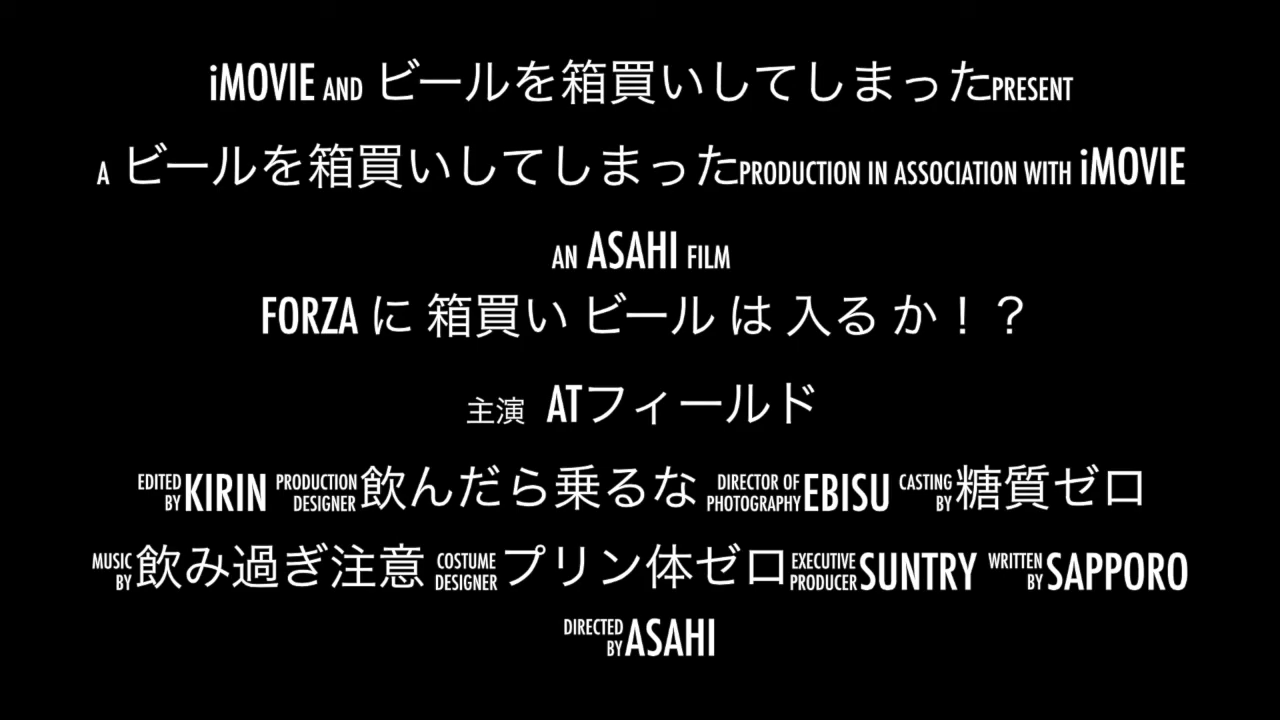 iMOVIE AND ビールを箱買いしてしまったPRESENT
A ビールを箱買いしてしまったPRODUCTION IN ASSOCIATION WITH iMOVIE
AN ASAHI FILM
FORZA に 箱買い ビール は 入る か！？
主演 ATフィールド
EDITED BY KIRIN PRODUCTION DESIGNER 飲んだら乗るな DIRECTOR OF PHOTOGRAPHY EBISU CASTING BY 糖質ゼロ
MUSIC BY 飲み過ぎ注意 COSTUME DESIGNER プリン体ゼロ EXECUTIVE PRODUCER SUNTRY WRITTEN BY SAPPORO
DIRECTED BY ASAHI